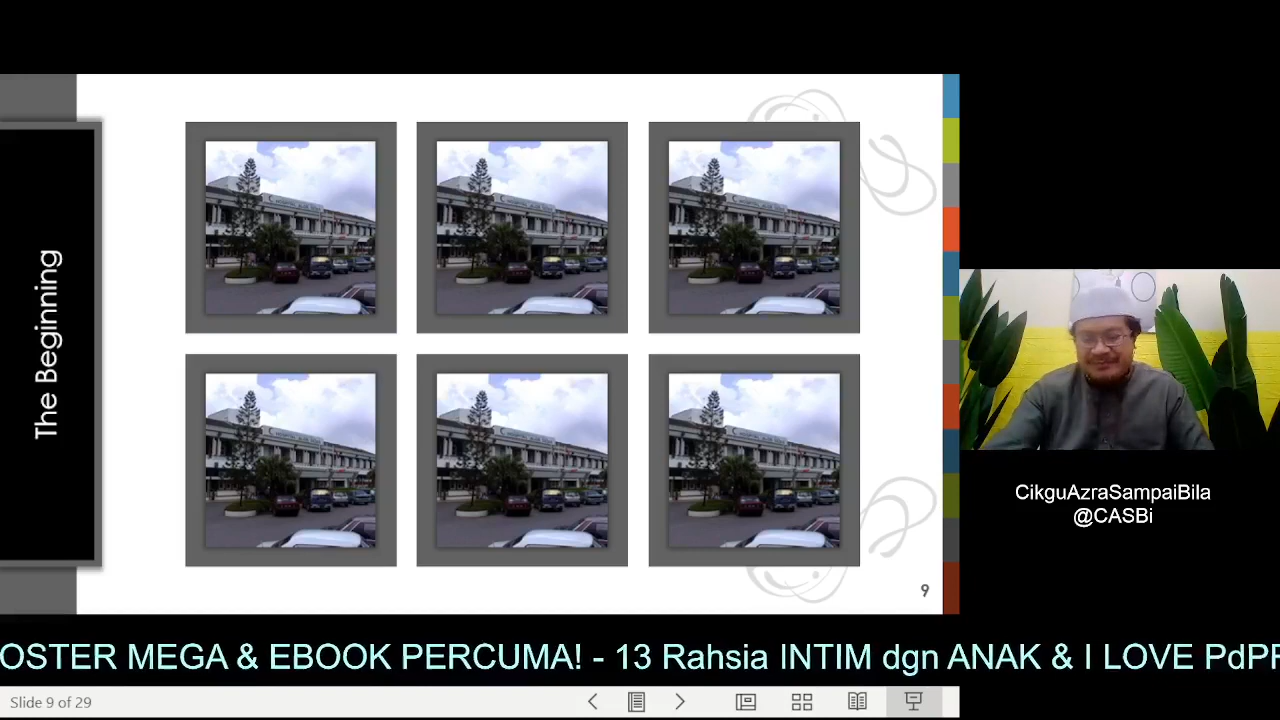 The Beginning
9
CikguAzraSampaiBila
@CASBi
OSTER MEGA & EBOOK PERCUMA! - 13 Rahsia INTIM dgn ANAK & I LOVE PdPR
Slide 9 of 29